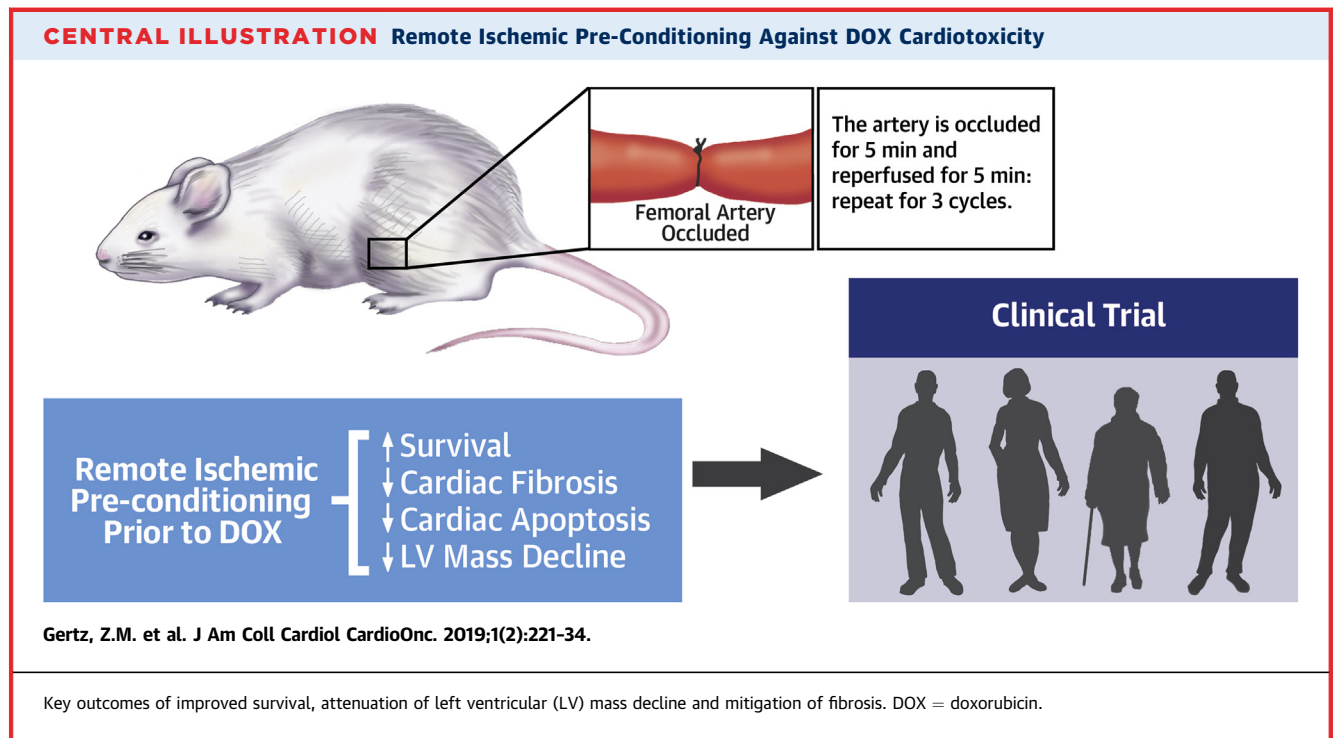 CENTRAL ILLUSTRATION Remote Ischemic Pre-Conditioning Against DOX Cardiotoxicity
Femoral Artery
Occluded
The artery is occluded
for 5 min and
reperfused for 5 min:
repeat for 3 cycles.
Clinical Trial
Remote Ischemic
Pre-conditioning
Prior to DOX
↑ Survival
↓ Cardiac Fibrosis
↓ Cardiac Apoptosis
↓ LV Mass Decline
Gertz, Z.M. et al. J Am Coll Cardiol CardioOnc. 2019;1(2):221–34.
Key outcomes of improved survival, attenuation of left ventricular (LV) mass decline and mitigation of fibrosis. DOX = doxorubicin.